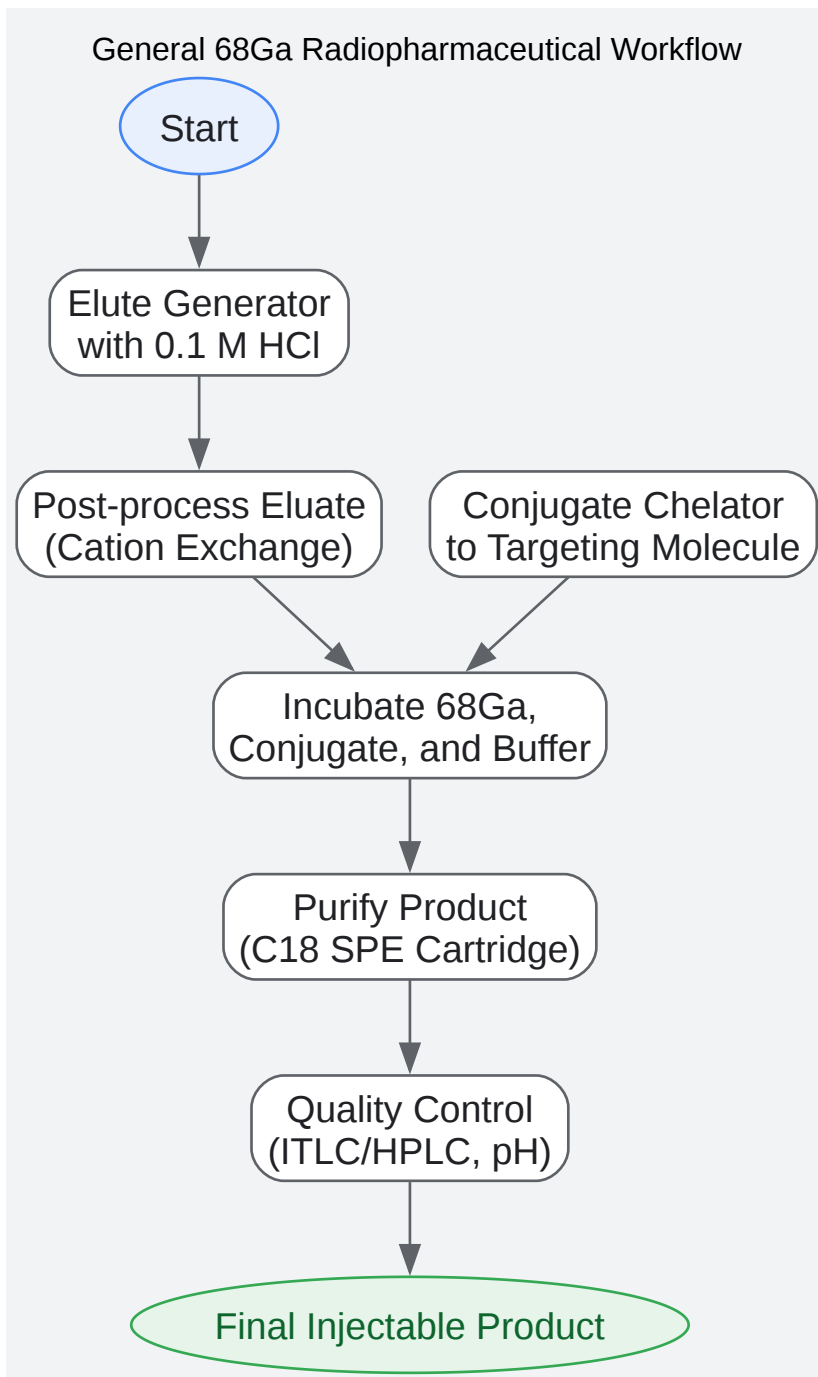 General 68Ga Radiopharmaceutical Workflow
Start
Elute Generator
with 0.1 M HCl
Post-process Eluate
(Cation Exchange)
Conjugate Chelator
to Targeting Molecule
Incubate 68Ga,
Conjugate, and Buffer
Purify Product
(C18 SPE Cartridge)
Quality Control
(ITLC/HPLC, pH)
Final Injectable Product